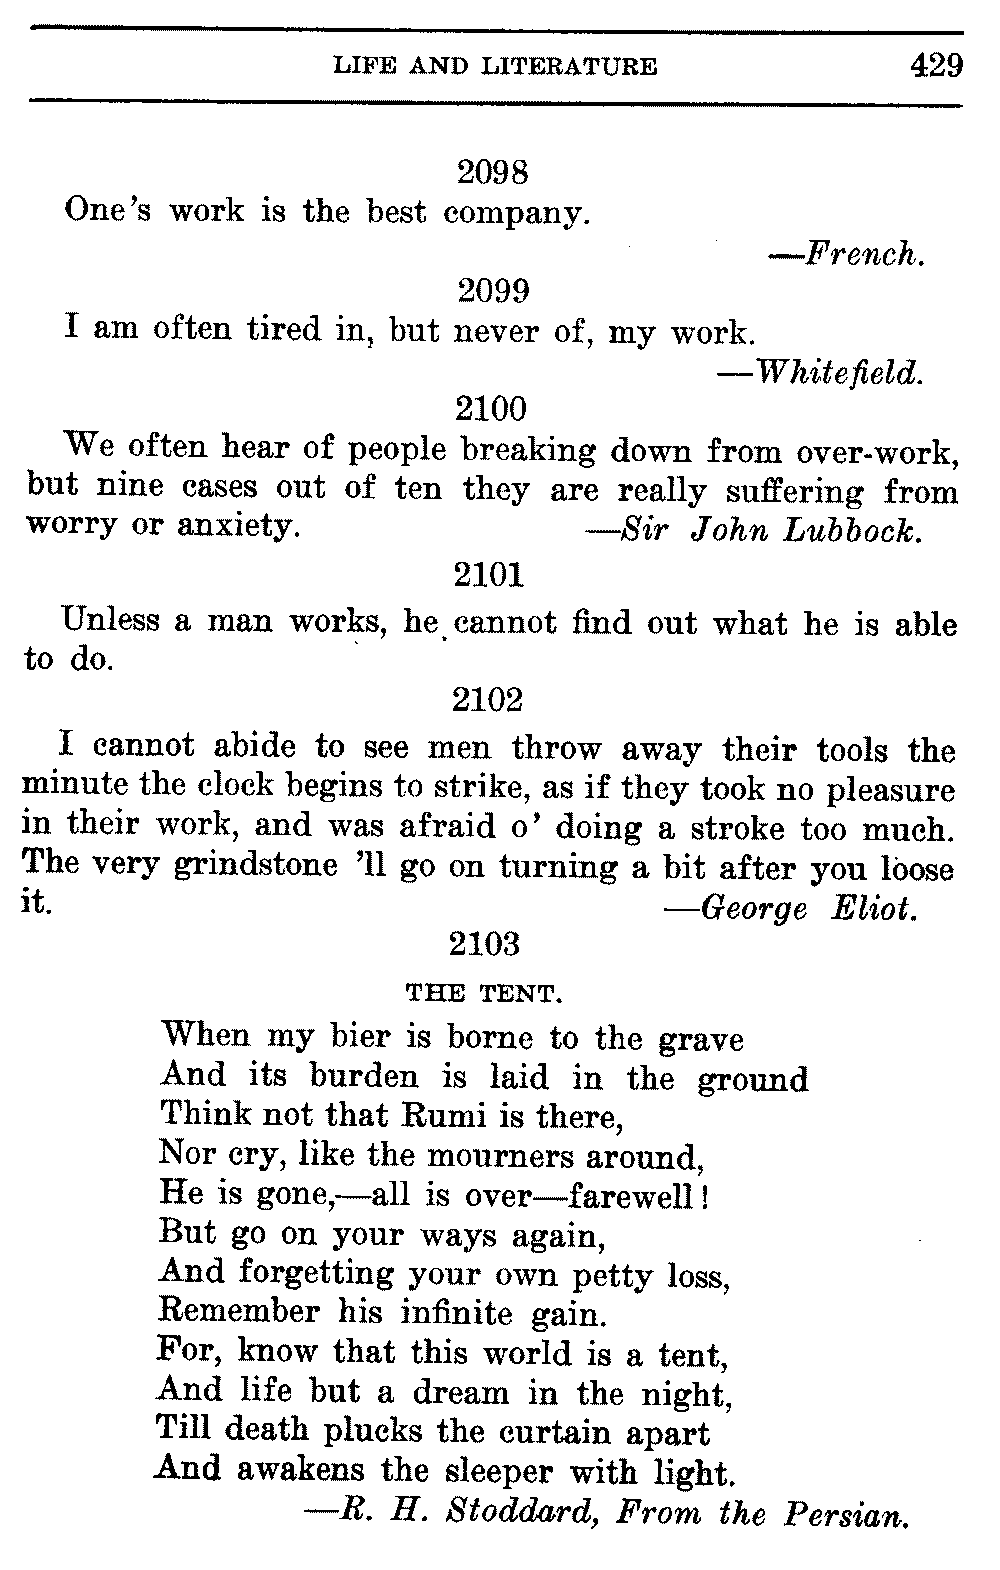 LIFE AND LITERATURE 429
2098
One's work is the best company.
—French.
2099
I am often tired in, but never of, my work.
—Whitefield.
2100
We often hear of people breaking down from over-work,
but nine cases out of ten they are really suffering from
worry or anxiety. —Sir John Lubbock.
2101
Unless a man works, he cannot find out what he is able
to do.
2102
I cannot abide to see men throw away their tools the
minute the clock begins to strike, as if they took no pleasure
in their work, and was afraid o' doing a stroke too much.
The very grindstone 'll go on turning a bit after you loose
it. —George Eliot.
2103
THE TENT.
When my bier is borne to the grave
And its burden is laid in the ground
Think not that Rumi is there,
Nor cry, like the mourners around,
He is gone,—all is over—farewell!
But go on your ways again,
And forgetting your own petty loss,
Remember his infinite gain.
For, know that this world is a tent,
And life but a dream in the night,
Till death plucks the curtain apart
And awakens the sleeper with light.
—R. H. Stoddard, From the Persian.